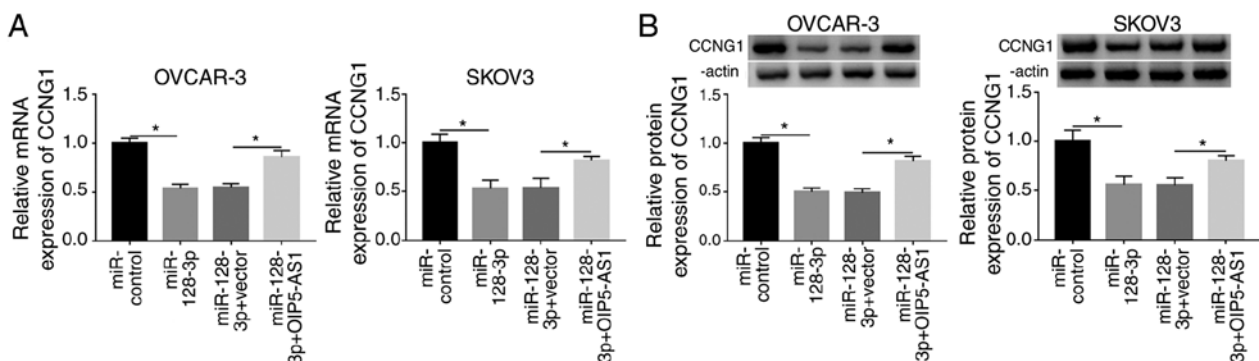 A
OVCAR-3
Relative mRNA
expression of CCNG1
1.5
1.0
0.5
0.0
*
*
miR-
control
miR-
128-3p
miR-128-
3p+vector
miR-128-
3p+OIP5-AS1
SKOV3
Relative mRNA
expression of CCNG1
1.5
1.0
0.5
0.0
*
*
miR-
control
miR-
128-3p
miR-128-
3p+vector
miR-128-
3p+OIP5-AS1
B
OVCAR-3
CCNG1
-actin
Relative protein
expression of CCNG1
1.5
1.0
0.5
0.0
*
*
miR-
control
miR-
128-3p
miR-128-
3p+vector
miR-128-
3p+OIP5-AS1
SKOV3
CCNG1
-actin
Relative protein
expression of CCNG1
1.5
1.0
0.5
0.0
*
*
miR-
control
miR-
128-3p
miR-128-
3p+vector
miR-128-
3p+OIP5-AS1